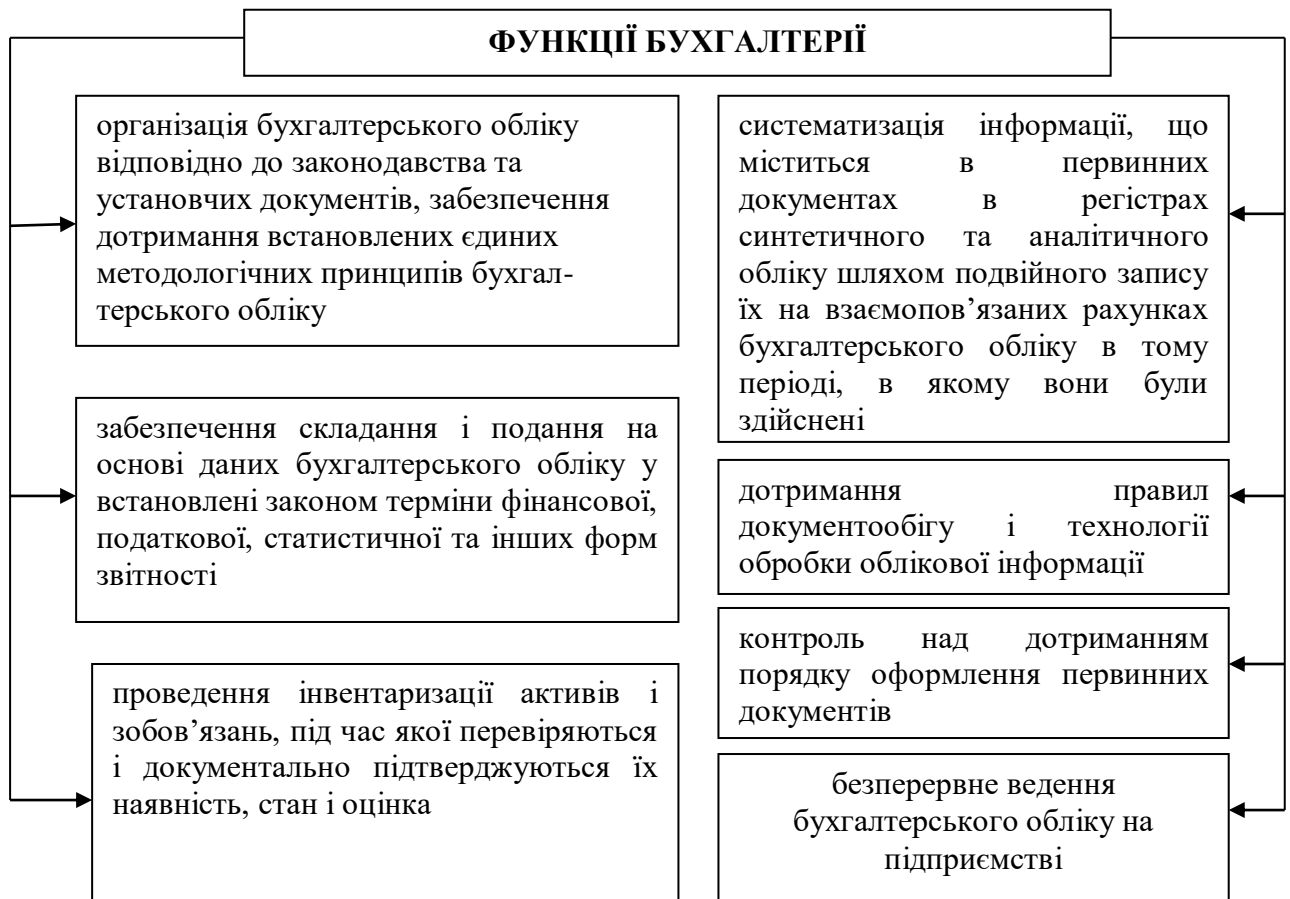 ФУНКЦІЇ БУХГАЛТЕРІЇ
організація бухгалтерського обліку
відповідно до законодавства та
установчих документів, забезпечення
дотримання встановлених єдиних
методологічних принципів бухгал-
терського обліку
забезпечення складання і подання на
основі даних бухгалтерського обліку у
встановлені законом терміни фінансової,
податкової, статистичної та інших форм
звітності
проведення інвентаризації активів і
зобов’язань, під час якої перевіряються
і документально підтверджуються їх
наявність, стан і оцінка
систематизація інформації, що
міститься в первинних
документах в регістрах
синтетичного та аналітичного
обліку шляхом подвійного запису
їх на взаємопов’язаних рахунках
бухгалтерського обліку в тому
періоді, в якому вони були
здійснені
дотримання правил
документообігу і технології
обробки облікової інформації
контроль над дотриманням
порядку оформлення первинних
документів
безперервне ведення
бухгалтерського обліку на
підприємстві